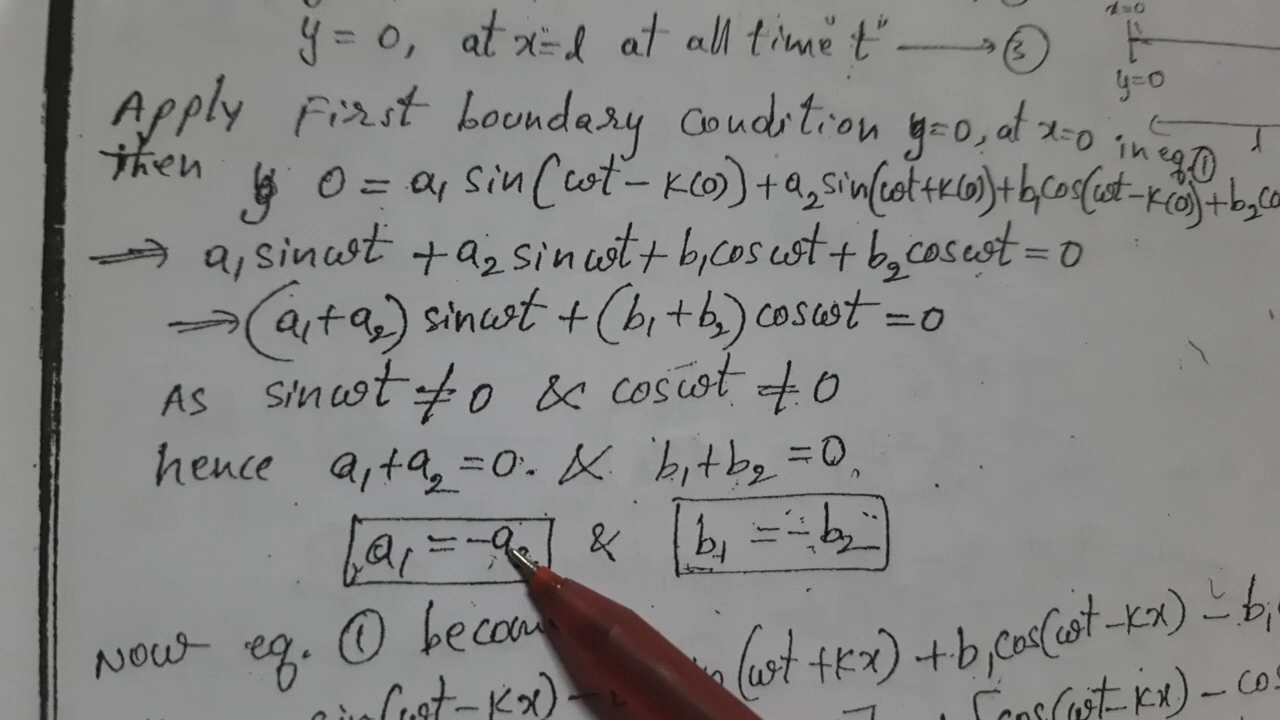 y = 0, at x = l at all time "t" ⟶ ③
x=0
y=0
l
Apply First boundary condition y=0, at x=0 in eq. ①
then 0 = a₁ sin(ωt - K(0)) + a₂ sin(ωt + K(0)) + b₁ cos(ωt - K(0)) + b₂ co
⟹ a₁ sinωt + a₂ sinωt + b₁ cosωt + b₂ cosωt = 0
⟹ (a₁ + a₂) sinωt + (b₁ + b₂) cosωt = 0
As sinωt ≠ 0 & cosωt ≠ 0
hence a₁ + a₂ = 0. & b₁ + b₂ = 0.
a₁ = -a₂ & b₁ = -b₂
Now eq. ① (ωt + Kx) + b₁ cos(ωt - Kx) - b₁
sin(ωt - Kx) - [cos(ωt - Kx) - cos